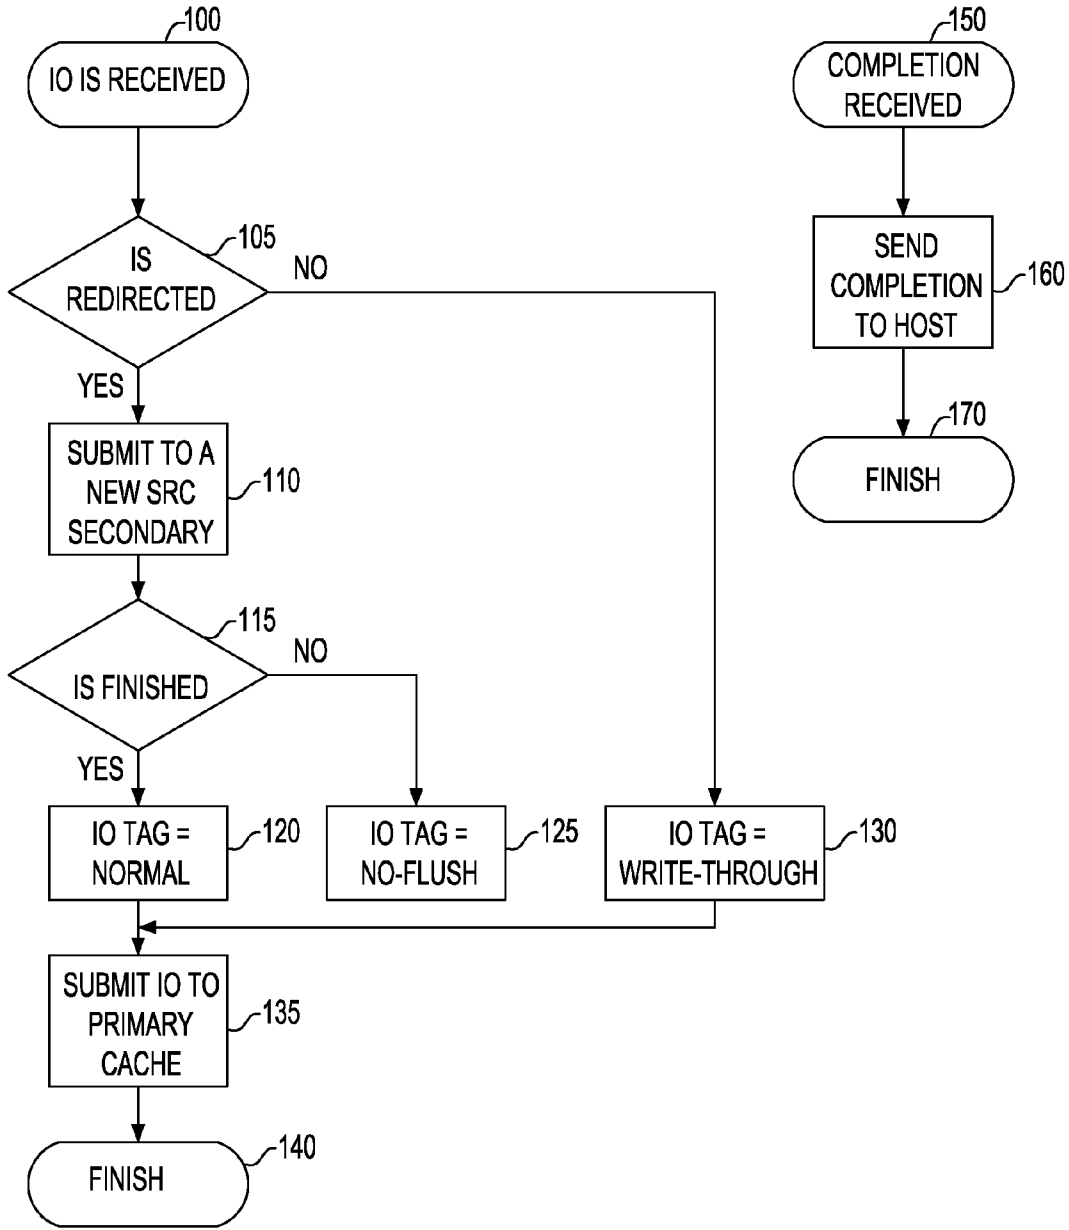 100
IO IS RECEIVED
105
IS
REDIRECTED
NO
YES
SUBMIT TO A
NEW SRC
SECONDARY
110
115
IS FINISHED
NO
YES
IO TAG =
NORMAL
120
IO TAG =
NO-FLUSH
125
IO TAG =
WRITE-THROUGH
130
SUBMIT IO TO
PRIMARY
CACHE
135
140
FINISH
150
COMPLETION
RECEIVED
SEND
COMPLETION
TO HOST
160
170
FINISH